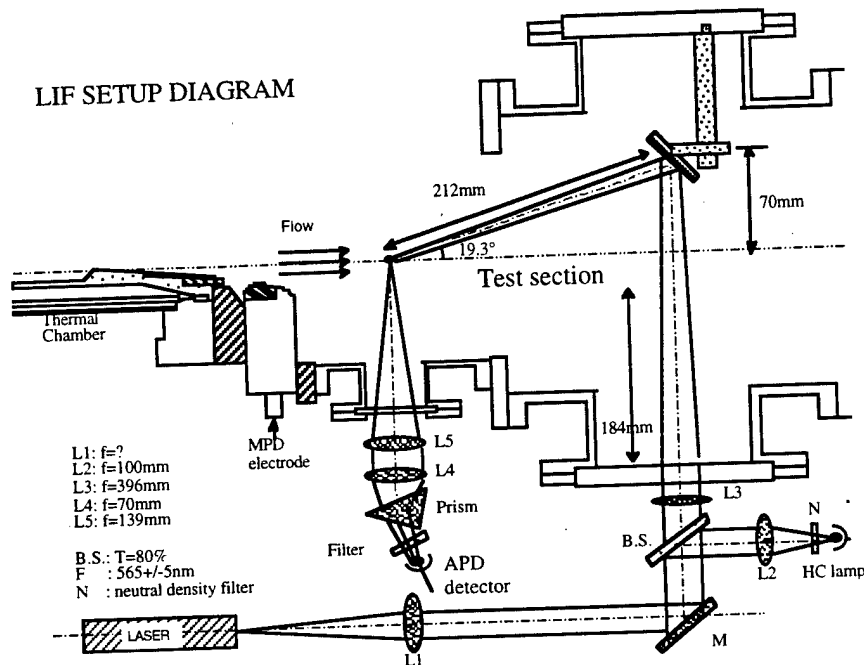 LIF SETUP DIAGRAM
212mm
70mm
Flow
19.3°
Test section
Thermal
Chamber
184mm
MPD
electrode
L5
L4
L3
L1: f=?
L2: f=100mm
L3: f=396mm
L4: f=70mm
L5: f=139mm
Prism
N
B.S.
Filter
APD
detector
L2
HC lamp
B.S.: T=80%
F : 565+/-5nm
N : neutral density filter
LASER
L1
M